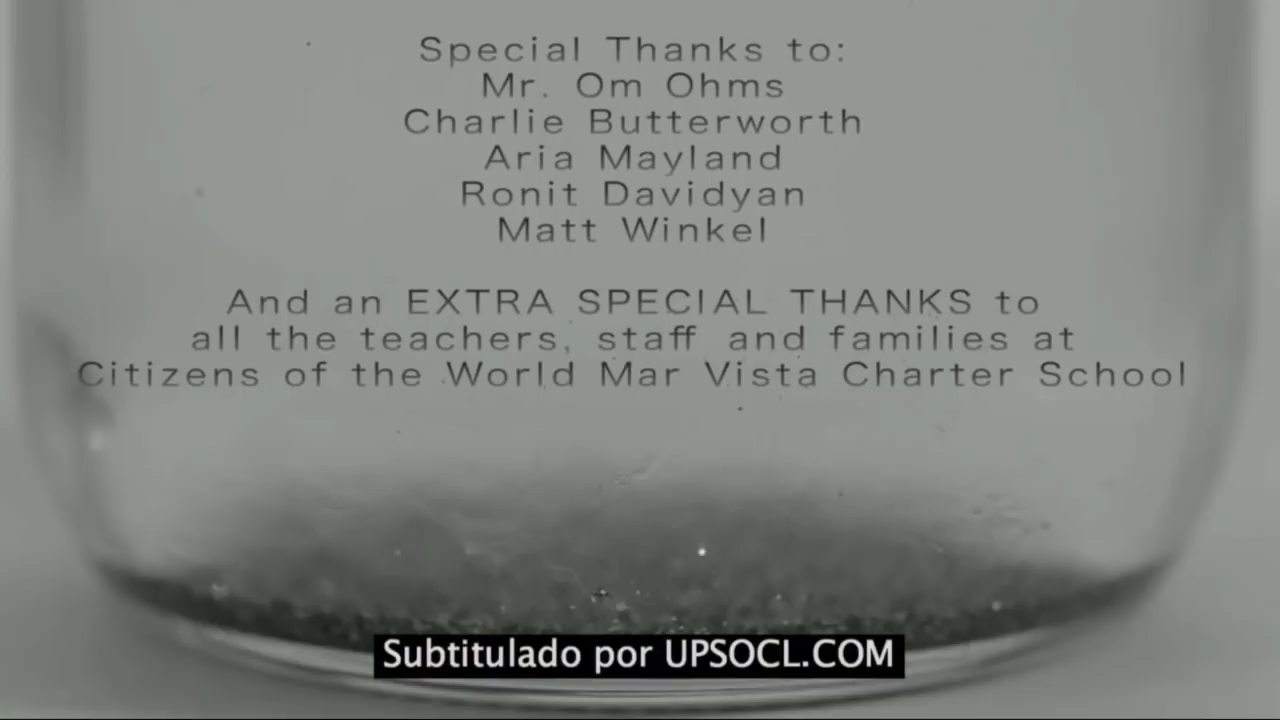 Special Thanks to:
Mr. Om Ohms
Charlie Butterworth
Aria Mayland
Ronit Davidyan
Matt Winkel
And an EXTRA SPECIAL THANKS to
all the teachers, staff and families at
Citizens of the World Mar Vista Charter School
Subtitulado por UPSOCL.COM